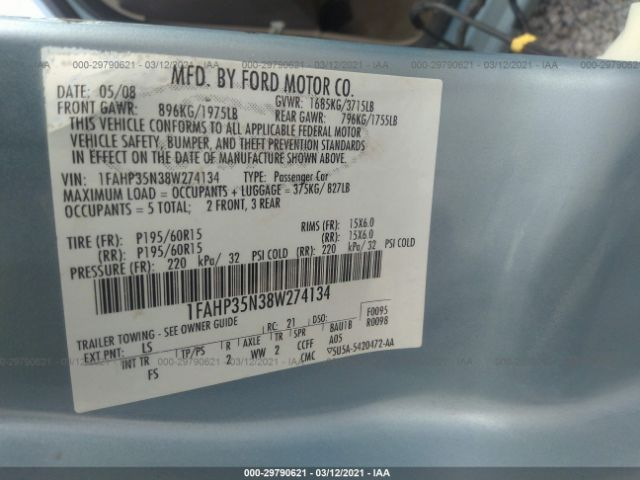 000-29790621 - 03/12/2021 - IAA
MFD. BY FORD MOTOR CO.
DATE: 05/08 GVWR: 1685KG/3715LB
FRONT GAWR: 896KG/1975LB REAR GAWR: 796KG/1755LB
THIS VEHICLE CONFORMS TO ALL APPLICABLE FEDERAL MOTOR
VEHICLE SAFETY, BUMPER, AND THEFT PREVENTION STANDARDS
IN EFFECT ON THE DATE OF MANUFACTURE SHOWN ABOVE.
VIN: 1FAHP35N38W274134 TYPE: Passenger Car
MAXIMUM LOAD = OCCUPANTS + LUGGAGE = 375KG/ 827LB
OCCUPANTS = 5 TOTAL; 2 FRONT, 3 REAR
TIRE (FR): P195/60R15 RIMS (FR): 15X6.0
(RR): P195/60R15 (RR): 15X6.0
PRESSURE (FR): 220 kPa/ 32 PSI COLD (RR): 220 kPa/ 32 PSI COLD
1FAHP35N38W274134
TRAILER TOWING - SEE OWNER GUIDE RC: 21 DSO: F0095
EXT PNT: LS R AXLE TR SPR BAU1B R0098
INT TR TP/PS 2 WW 2 CCFF A05
FS CMC 5U5A-5420472-AA
000-29790621 - 03/12/2021 - IAA